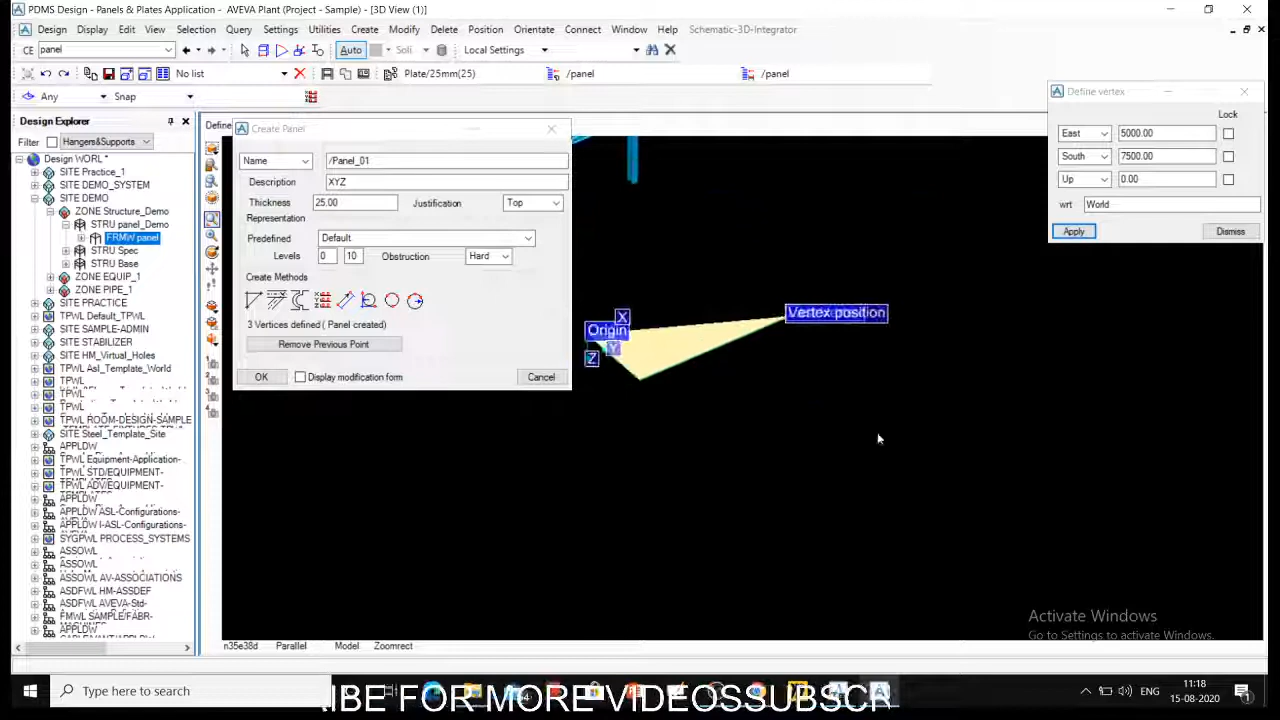 PDMS Design - Panels & Plates Application - AVEVA Plant (Project - Sample) - [3D View (1)]
Design Display Edit View Selection Query Settings Utilities Create Modify Delete Position Orientation Connect Window Help Schematic-3D-Integrator
CE panel Auto Soli Local Settings
No list Plate/25mm(25) /panel /panel
Any Snap
Design Explorer
Filter Hangers&Supports
Design WORL *
SITE Practice_1
SITE DEMO_SYSTEM
SITE DEMO
ZONE Structure_Demo
STRU panel_Demo
FRMW panel
STRU Spec
STRU Base
ZONE EQUIP_1
ZONE PIPE_1
SITE PRACTICE
TPWL Default_TPWL
SITE SAMPLE-ADMIN
SITE STABILIZER
SITE HM_Virtual_Holes
TPWL Asl_Template_World
TPWL
TPWL
TPWL
TPWL ROOM-DESIGN-SAMPLE
SITE Steel_Template_Site
APPLDW
TPWL Equipment-Application-
TPWL STD/EQUIPMENT-
APPLDW
APPLDW ASL-Configurations-
APPLDW I-ASL-Configurations-
SYGPWL PROCESS_SYSTEMS
ASSOWL
ASSOWL
ASSOWL AV-ASSOCIATIONS
ASDFWL HM-ASSDEF
ASDFWL AVEVA-Std-
FMWL SAMPLE/FABR-
APPLDW
Define
Create Panel
Name /Panel_01
Description XYZ
Thickness 25.00 Justification Top
Representation
Predefined Default
Levels 0 10 Obstruction Hard
Create Methods
3 Vertices defined ( Panel created)
Remove Previous Point
OK Display modification form Cancel
Define vertex
Lock
East 5000.00
South 7500.00
Up 0.00
wrt World
Apply Dismiss
X
Origin
Y
Z
Vertex position
Activate Windows
Go to Settings to activate Windows.
n35e38d Parallel Model Zoomrect
Type here to search
IBE FOR MORE VIDEOSSUBSCR
ENG
11:18
15-08-2020
1